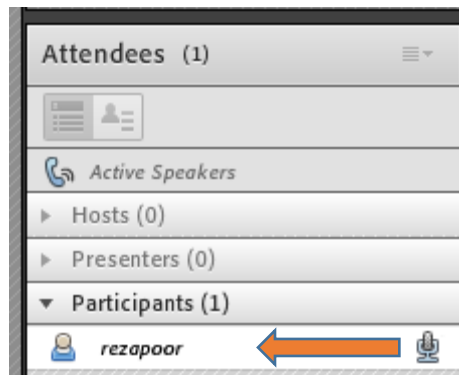 Attendees (1)
Active Speakers
Hosts (0)
Presenters (0)
Participants (1)
rezapoor